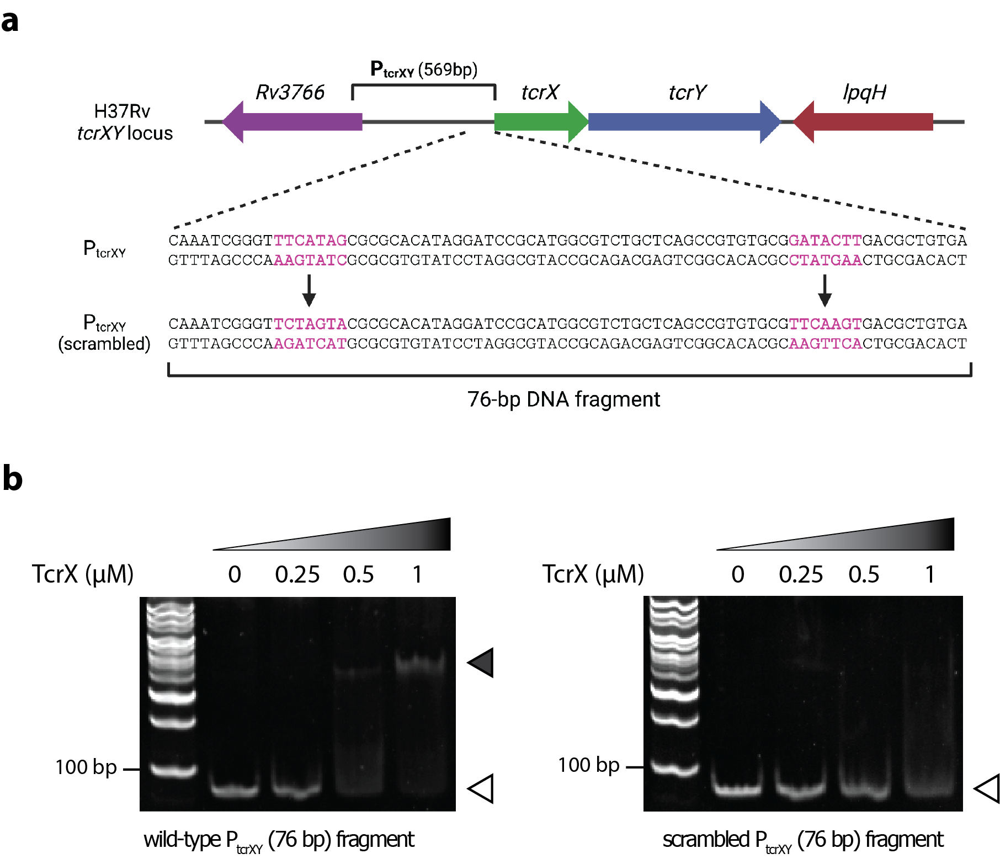 a
PtcrXY (569bp)
Rv3766 tcrX tcrY lpqH
H37Rv
tcrXY locus
PtcrXY
CAAATCGGGTTTCATAGCGCGCACATAGGATCCGCATGGCGTCTGCTCAGCCGTGTGCGGATACTTGACGCTGTGA
GTTTAGCCCAAAGTATCGCGCGTGTATCCTAGGCGTACCGCAGACGAGTCGGCACACGCCTATGAACTGCGACACT
PtcrXY
(scrambled)
CAAATCGGGTTCTAGTACGCGCACATAGGATCCGCATGGCGTCTGCTCAGCCGTGTGCGTTCAAGTGACGCTGTGA
GTTTAGCCCAAGATCATGCGCGTGTATCCTAGGCGTACCGCAGACGAGTCGGCACACGCAAGTTCACTGCGACACT
76-bp DNA fragment
b
TcrX (μM) 0 0.25 0.5 1
100 bp
wild-type PtcrXY (76 bp) fragment
TcrX (μM) 0 0.25 0.5 1
100 bp
scrambled PtcrXY (76 bp) fragment